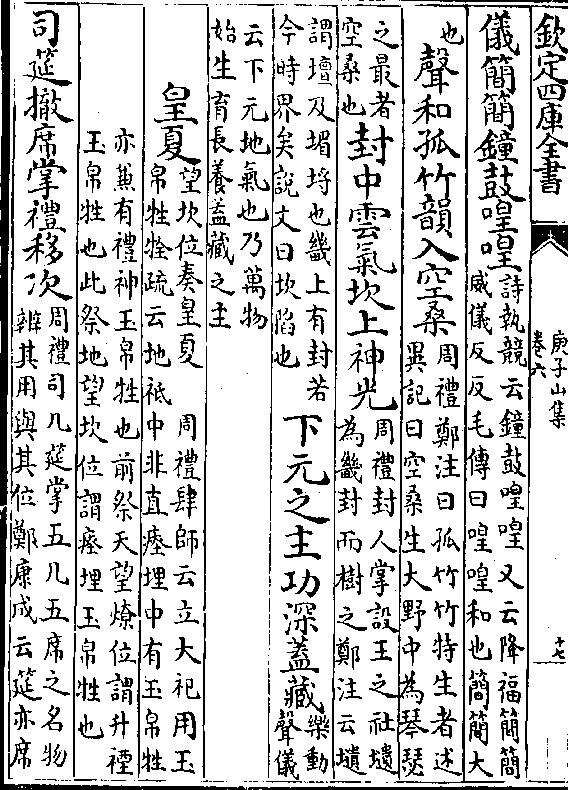 欽定四庫全書
庾子山集
卷六
十七
儀簡簡鐘鼓喤喤
詩執競云鐘鼓喤喤又云降福簡簡
威儀反反毛傳曰喤喤和也簡簡大
也
聲和孤竹韻入空桑
周禮鄭注曰孤竹竹特生者述
異記曰空桑生大野中為琴瑟
之最者
空桑也
封中雲氣坎上神光
周禮封人掌設王之社壝
為畿封而樹之鄭注云壝
謂壇及堳埒也畿上有封若
今時界矣説文曰坎陷也
下元之主功深蓋藏
樂動
聲儀
云下元地氣也乃萬物
始生育長養蓋藏之主
皇夏
望坎位奏皇夏
周禮肆師云立大祀用玉
帛牲牷疏云地祇中非直瘞埋中有玉帛牲
亦蒹有禮神玉帛牲也前祭天望燎位謂升禋
玉帛牲也此祭地望坎位謂瘞埋玉帛牲也
司筵撤席掌禮移次
周禮司几筵掌五几五席之名物
辨其用與其位鄭康成云筵亦席